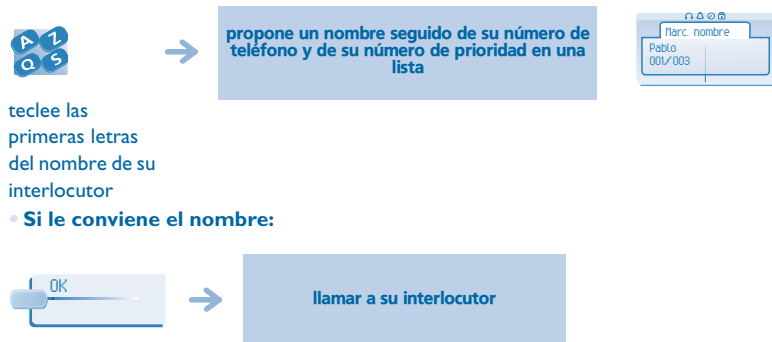 A Z
Q S
propone un nombre seguido de su número de
teléfono y de su número de prioridad en una
lista
Marc. nombre
Pablo
001/003
teclee las
primeras letras
del nombre de su
interlocutor
• Si le conviene el nombre:
OK
llamar a su interlocutor